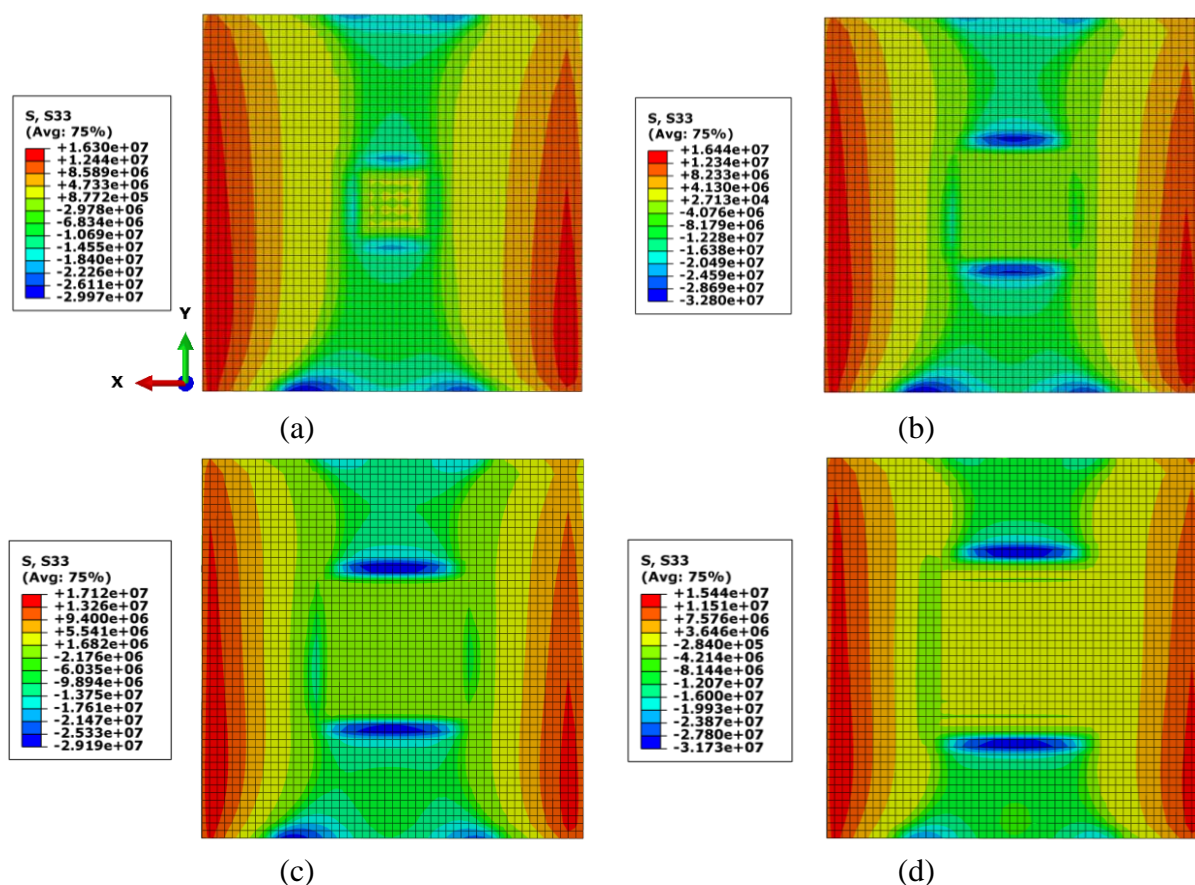 S, S33
(Avg: 75%)
+1.630e+07
+1.244e+07
+8.589e+06
+4.733e+06
+8.772e+05
-2.978e+06
-6.834e+06
-1.069e+07
-1.455e+07
-1.840e+07
-2.226e+07
-2.611e+07
-2.997e+07
Y
X
(a)
S, S33
(Avg: 75%)
+1.644e+07
+1.234e+07
+8.233e+06
+4.130e+06
+2.713e+04
-4.076e+06
-8.179e+06
-1.228e+07
-1.638e+07
-2.049e+07
-2.459e+07
-2.869e+07
-3.280e+07
(b)
S, S33
(Avg: 75%)
+1.712e+07
+1.326e+07
+9.400e+06
+5.541e+06
+1.682e+06
-2.176e+06
-6.035e+06
-9.894e+06
-1.375e+07
-1.761e+07
-2.147e+07
-2.533e+07
-2.919e+07
(c)
S, S33
(Avg: 75%)
+1.544e+07
+1.151e+07
+7.576e+06
+3.646e+06
-2.840e+05
-4.214e+06
-8.144e+06
-1.207e+07
-1.600e+07
-1.993e+07
-2.387e+07
-2.780e+07
-3.173e+07
(d)